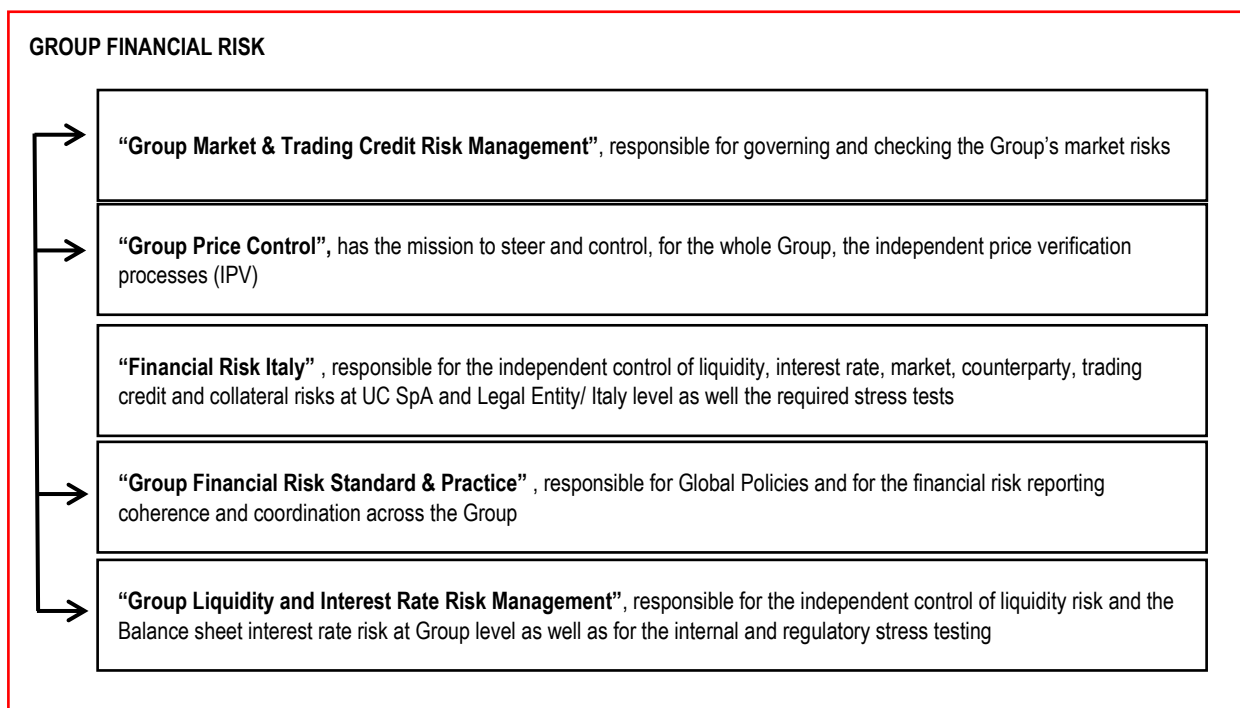 GROUP FINANCIAL RISK
“Group Market & Trading Credit Risk Management”, responsible for governing and checking the Group’s market risks
“Group Price Control”, has the mission to steer and control, for the whole Group, the independent price verification
processes (IPV)
“Financial Risk Italy” , responsible for the independent control of liquidity, interest rate, market, counterparty, trading
credit and collateral risks at UC SpA and Legal Entity/ Italy level as well the required stress tests
“Group Financial Risk Standard & Practice” , responsible for Global Policies and for the financial risk reporting
coherence and coordination across the Group
“Group Liquidity and Interest Rate Risk Management”, responsible for the independent control of liquidity risk and the
Balance sheet interest rate risk at Group level as well as for the internal and regulatory stress testing